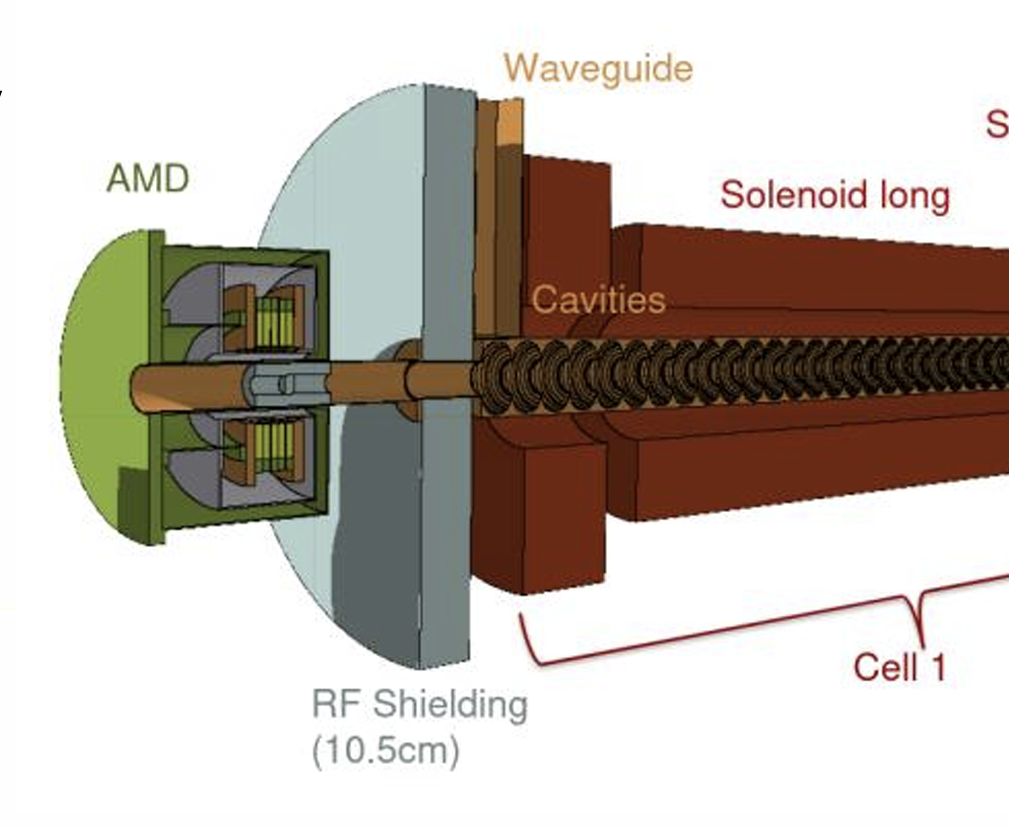 Waveguide
S
AMD
Solenoid long
Cavities
Cell 1
RF Shielding
(10.5cm)